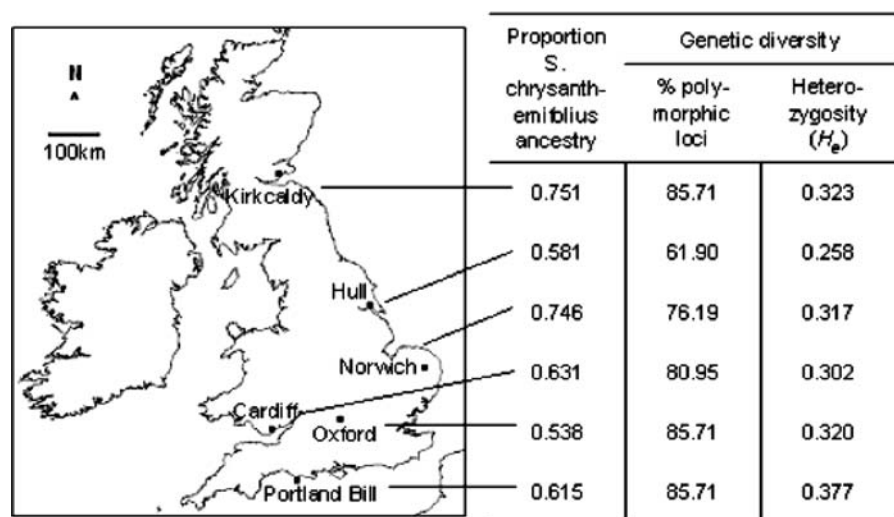 N
100km
Kirkcaldy
Hull
Norwich
Cardiff
Oxford
Portland Bill
Proportion
S.
chrysanth-
emifolius
ancestry
Genetic diversity
% poly-
morphic
loci
Hetero-
zygosity
(He)
0.751 85.71 0.323
0.581 61.90 0.258
0.746 76.19 0.317
0.631 80.95 0.302
0.538 85.71 0.320
0.615 85.71 0.377